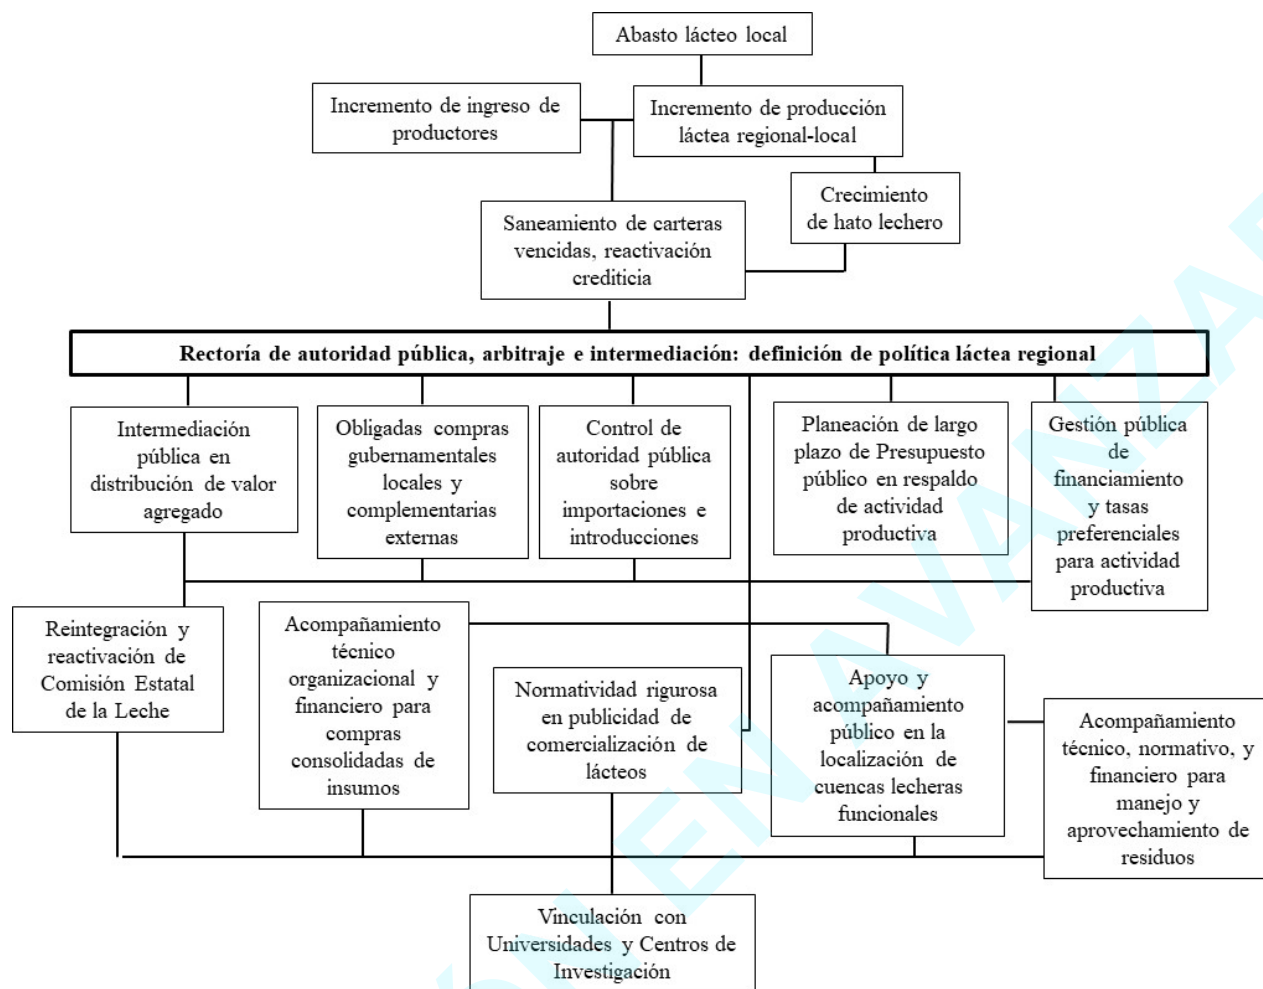 Abasto lácteo local
Incremento de ingreso de
productores
Incremento de producción
láctea regional-local
Crecimiento
de hato lechero
Saneamiento de carteras
vencidas, reactivación
crediticia
Rectoría de autoridad pública, arbitraje e intermediación: definición de política láctea regional
Intermediación
pública en
distribución de valor
agregado
Obligadas compras
gubernamentales
locales y
complementarias
externas
Control de
autoridad pública
sobre
importaciones e
introducciones
Planeación de largo
plazo de Presupuesto
público en respaldo
de actividad
productiva
Gestión pública
de
financiamiento
y tasas
preferenciales
para actividad
productiva
Reintegración y
reactivación de
Comisión Estatal
de la Leche
Acompañamiento
técnico
organizacional y
financiero para
compras
consolidadas de
insumos
Normatividad rigurosa
en publicidad de
comercialización de
lácteos
Apoyo y
acompañamiento
público en la
localización de
cuencas lecheras
funcionales
Acompañamiento
técnico, normativo, y
financiero para
manejo y
aprovechamiento de
residuos
Vinculación con
Universidades y Centros de
Investigación
EN